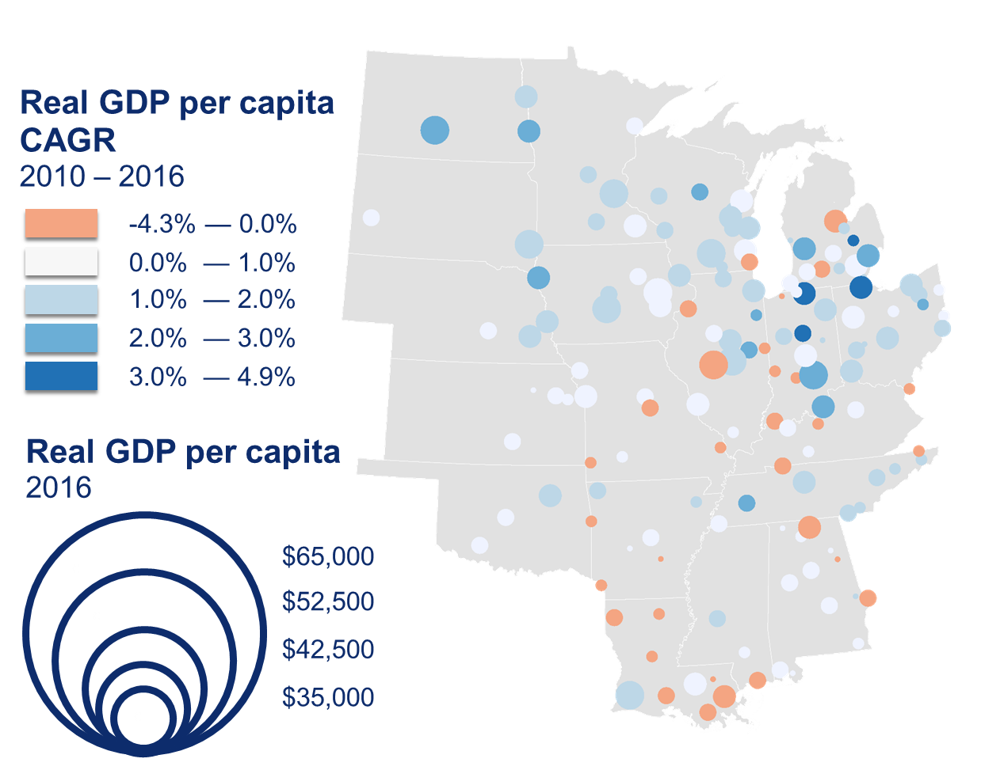 Real GDP per capita
CAGR
2010 – 2016
-4.3% — 0.0%
0.0% — 1.0%
1.0% — 2.0%
2.0% — 3.0%
3.0% — 4.9%
Real GDP per capita
2016
$65,000
$52,500
$42,500
$35,000